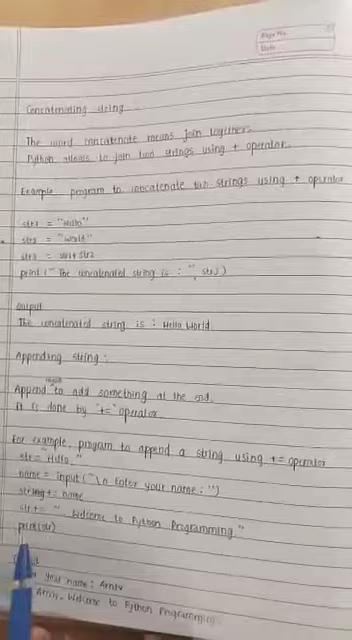 Page No.
Date
Concatenating string
The word concatenate means join together.
Python allows to join two strings using + operator.
Example program to concatenate two strings using + operator
str1 = "Hello"
str2 = "World"
str3 = str1+str2
print ("The concatenated string is : ", str3)
Output
The concatenated string is : Hello World
Appending string :
means
Append to add something at the end.
It is done by "+=" operator
For example, program to append a string using += operator
str = "Hello,"
name = input ("\n Enter your name : ")
string += name
str += " Welcome to Python Programming."
print(str)
your name : Arnav
Arnav. Welcome to Python Programming.